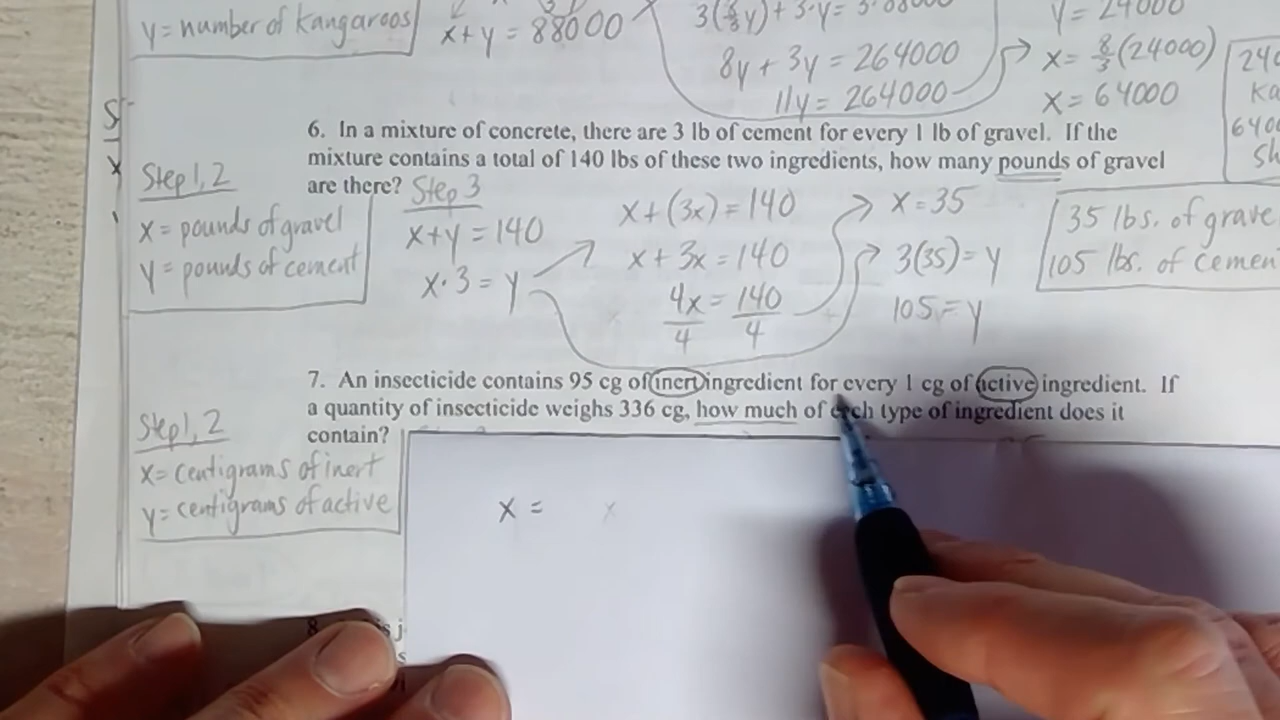 y = number of kangaroos
x + y = 88000
8y + 3y = 264000
11y = 264000
y = 24000
x = 8/3 (24000)
x = 64000
6. In a mixture of concrete, there are 3 lb of cement for every 1 lb of gravel. If the
mixture contains a total of 140 lbs of these two ingredients, how many pounds of gravel
are there?
Step 1, 2
x = pounds of gravel
y = pounds of cement
Step 3
x + y = 140
x · 3 = y
x + (3x) = 140
x + 3x = 140
4x = 140
4 4
x = 35
3(35) = y
105 = y
35 lbs. of grave
105 lbs. of cemen
7. An insecticide contains 95 cg of inert ingredient for every 1 cg of active ingredient. If
a quantity of insecticide weighs 336 cg, how much of each type of ingredient does it
contain?
Step 1, 2
x = centigrams of inert
y = centigrams of active
x = x